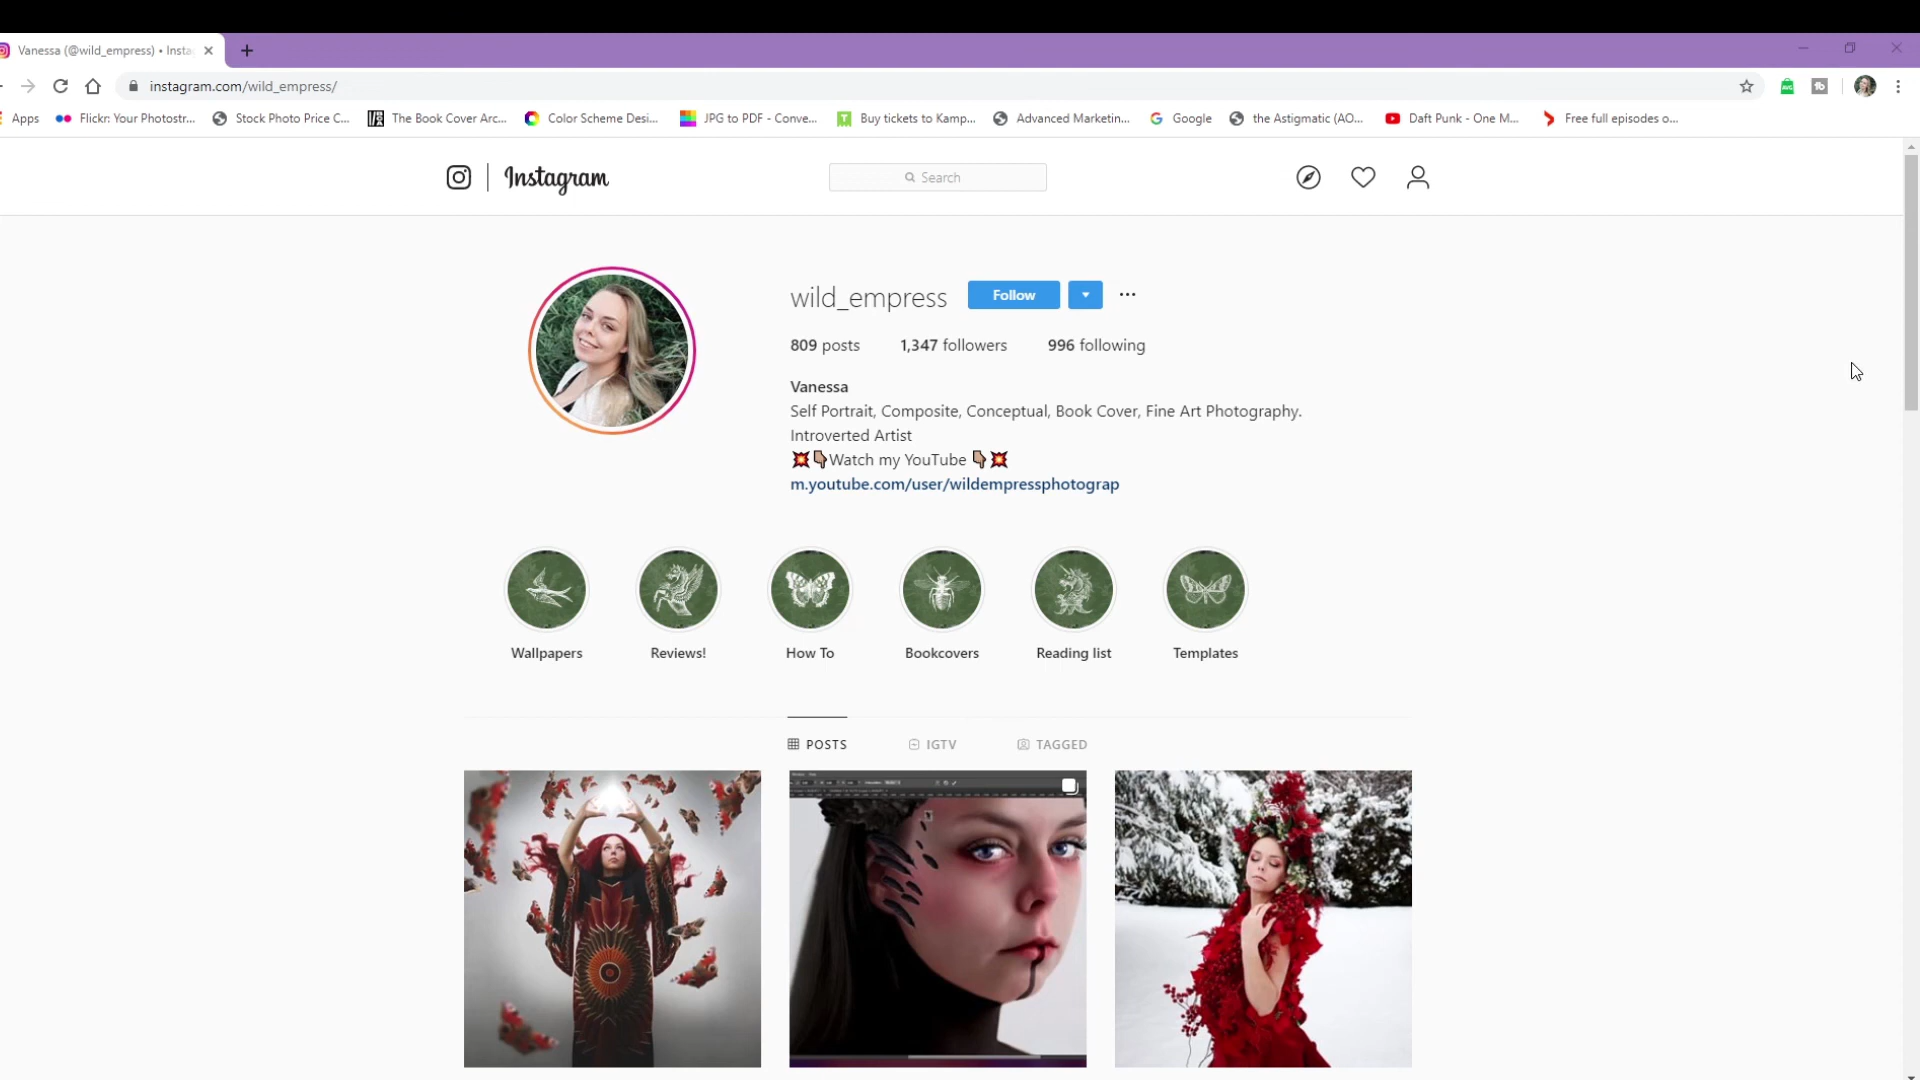 Vanessa (@wild_empress) • Insta
instagram.com/wild_empress/
Apps
Flickr: Your Photostr...
Stock Photo Price C...
The Book Cover Arc...
Color Scheme Desi...
JPG to PDF - Conve...
Buy tickets to Kamp...
Advanced Marketin...
Google
the Astigmatic (AO...
Daft Punk - One M...
Free full episodes o...
Instagram
Search
wild_empress
Follow
809 posts
1,347 followers
996 following
Vanessa
Self Portrait, Composite, Conceptual, Book Cover, Fine Art Photography.
Introverted Artist
💥👇🏽Watch my YouTube 👇🏽💥
m.youtube.com/user/wildempressphotograp
Wallpapers
Reviews!
How To
Bookcovers
Reading list
Templates
POSTS
IGTV
TAGGED